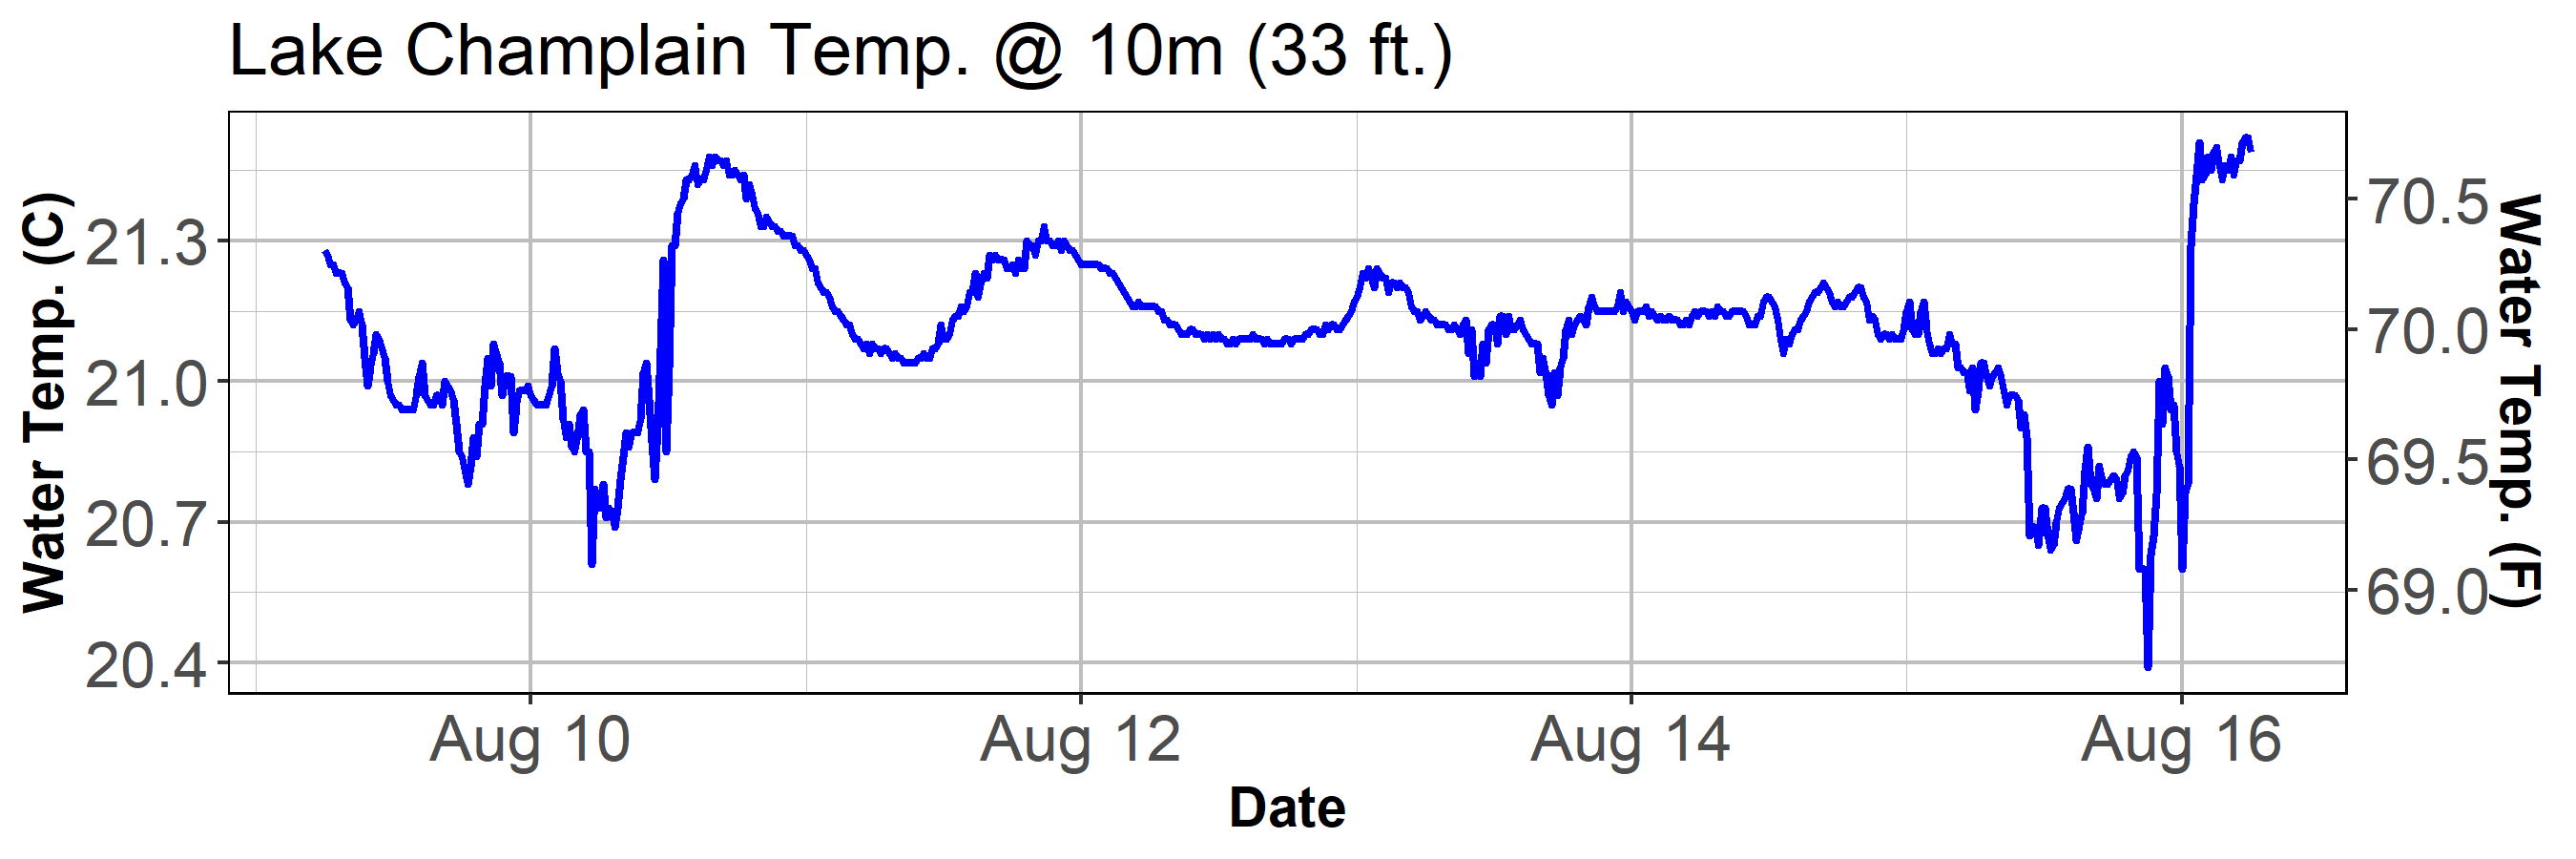 Lake Champlain Temp. @ 10m (33 ft.)
Water Temp. (C)
21.3
21.0
20.7
20.4
70.5
70.0
69.5
69.0
Water Temp. (F)
Aug 10
Aug 12
Aug 14
Aug 16
Date